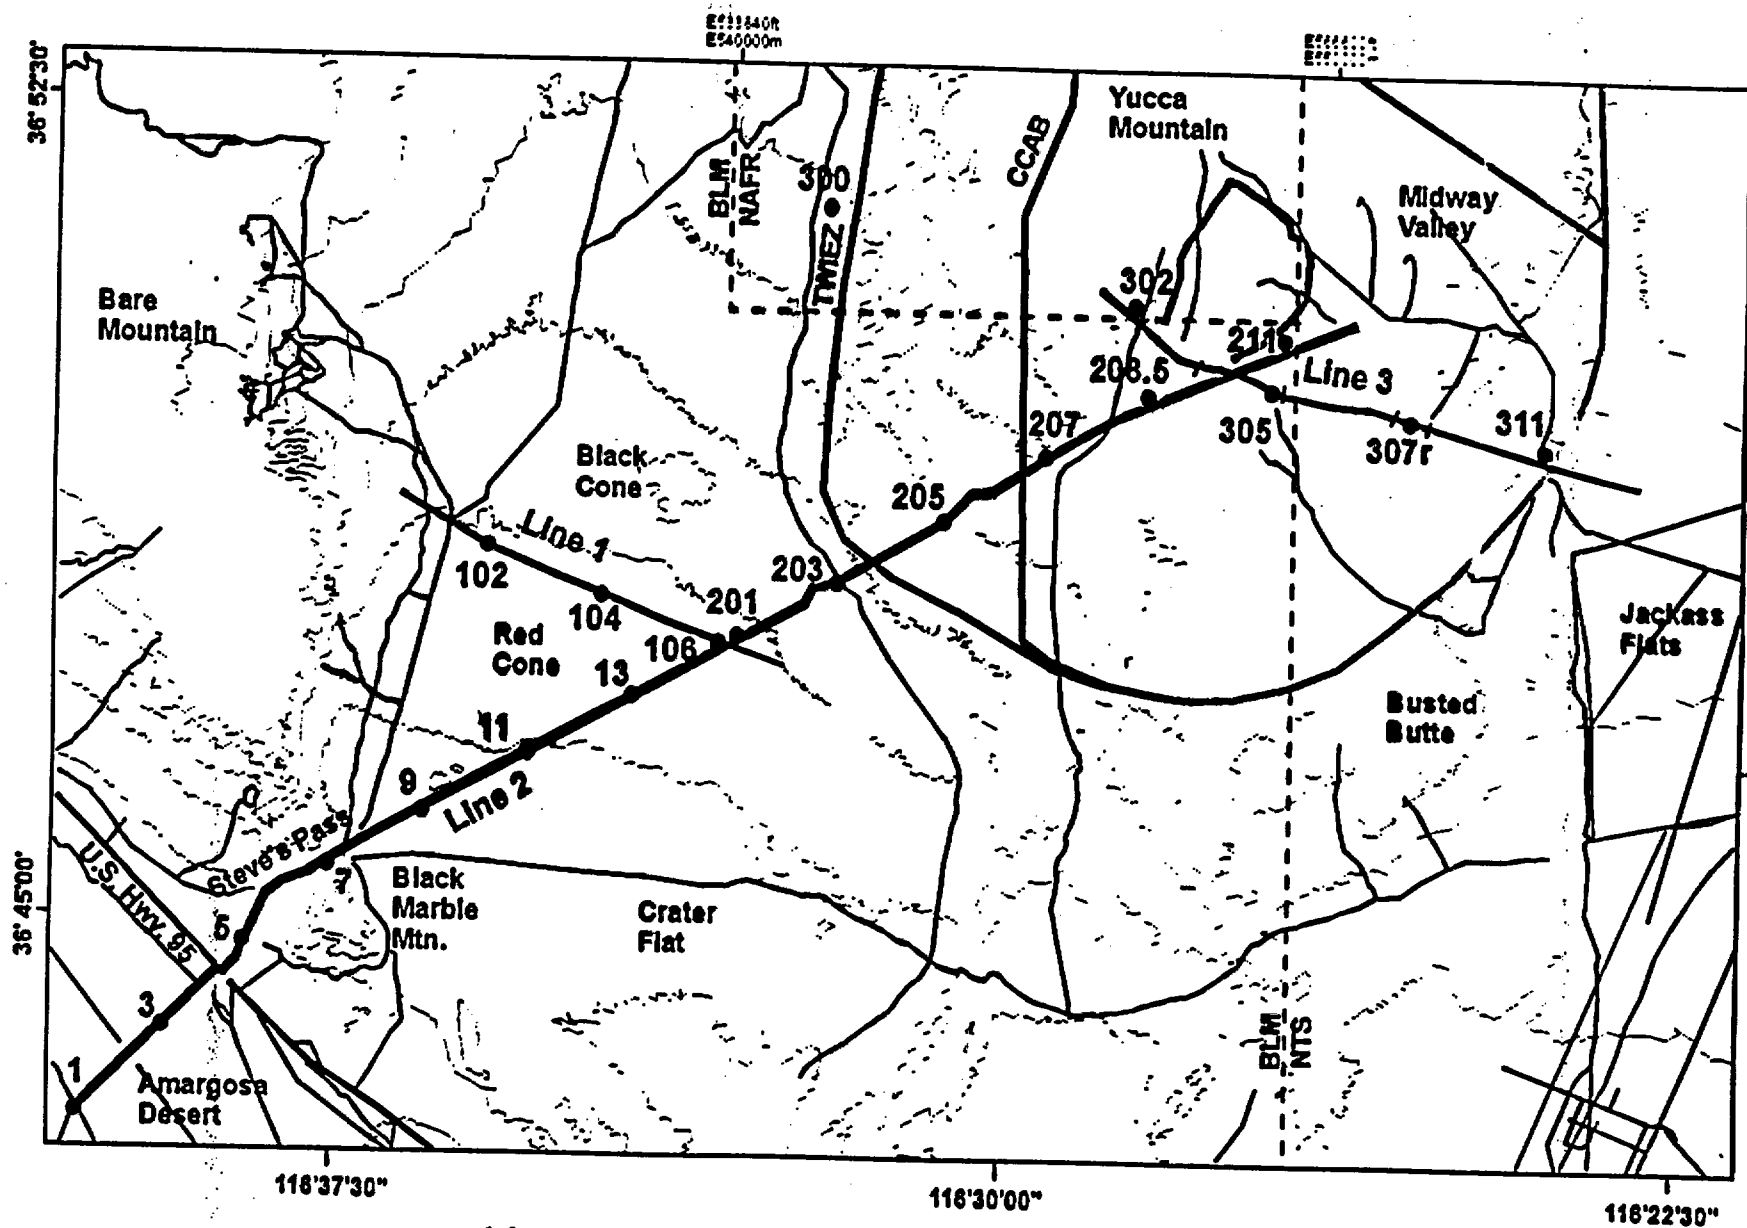 E540000m
36°52'30"
Yucca
Mountain
CCAB
BLM
NAFR
300
TWIEZ
Midway
Valley
302
Bare
Mountain
211
208.5
Line 3
305
307r
311
207
Black
Cone
205
Line 1
102
203
104
201
106
Red
Cone
13
Jackass
Flats
Busted
Butte
11
9
Line 2
Steve's Pass
7
U.S. Hwy. 95
Black
Marble
Mtn.
Crater
Flat
36°45'00"
5
3
1
Amargosa
Desert
BLM
NTS
116°37'30"
116°30'00"
116°22'30"